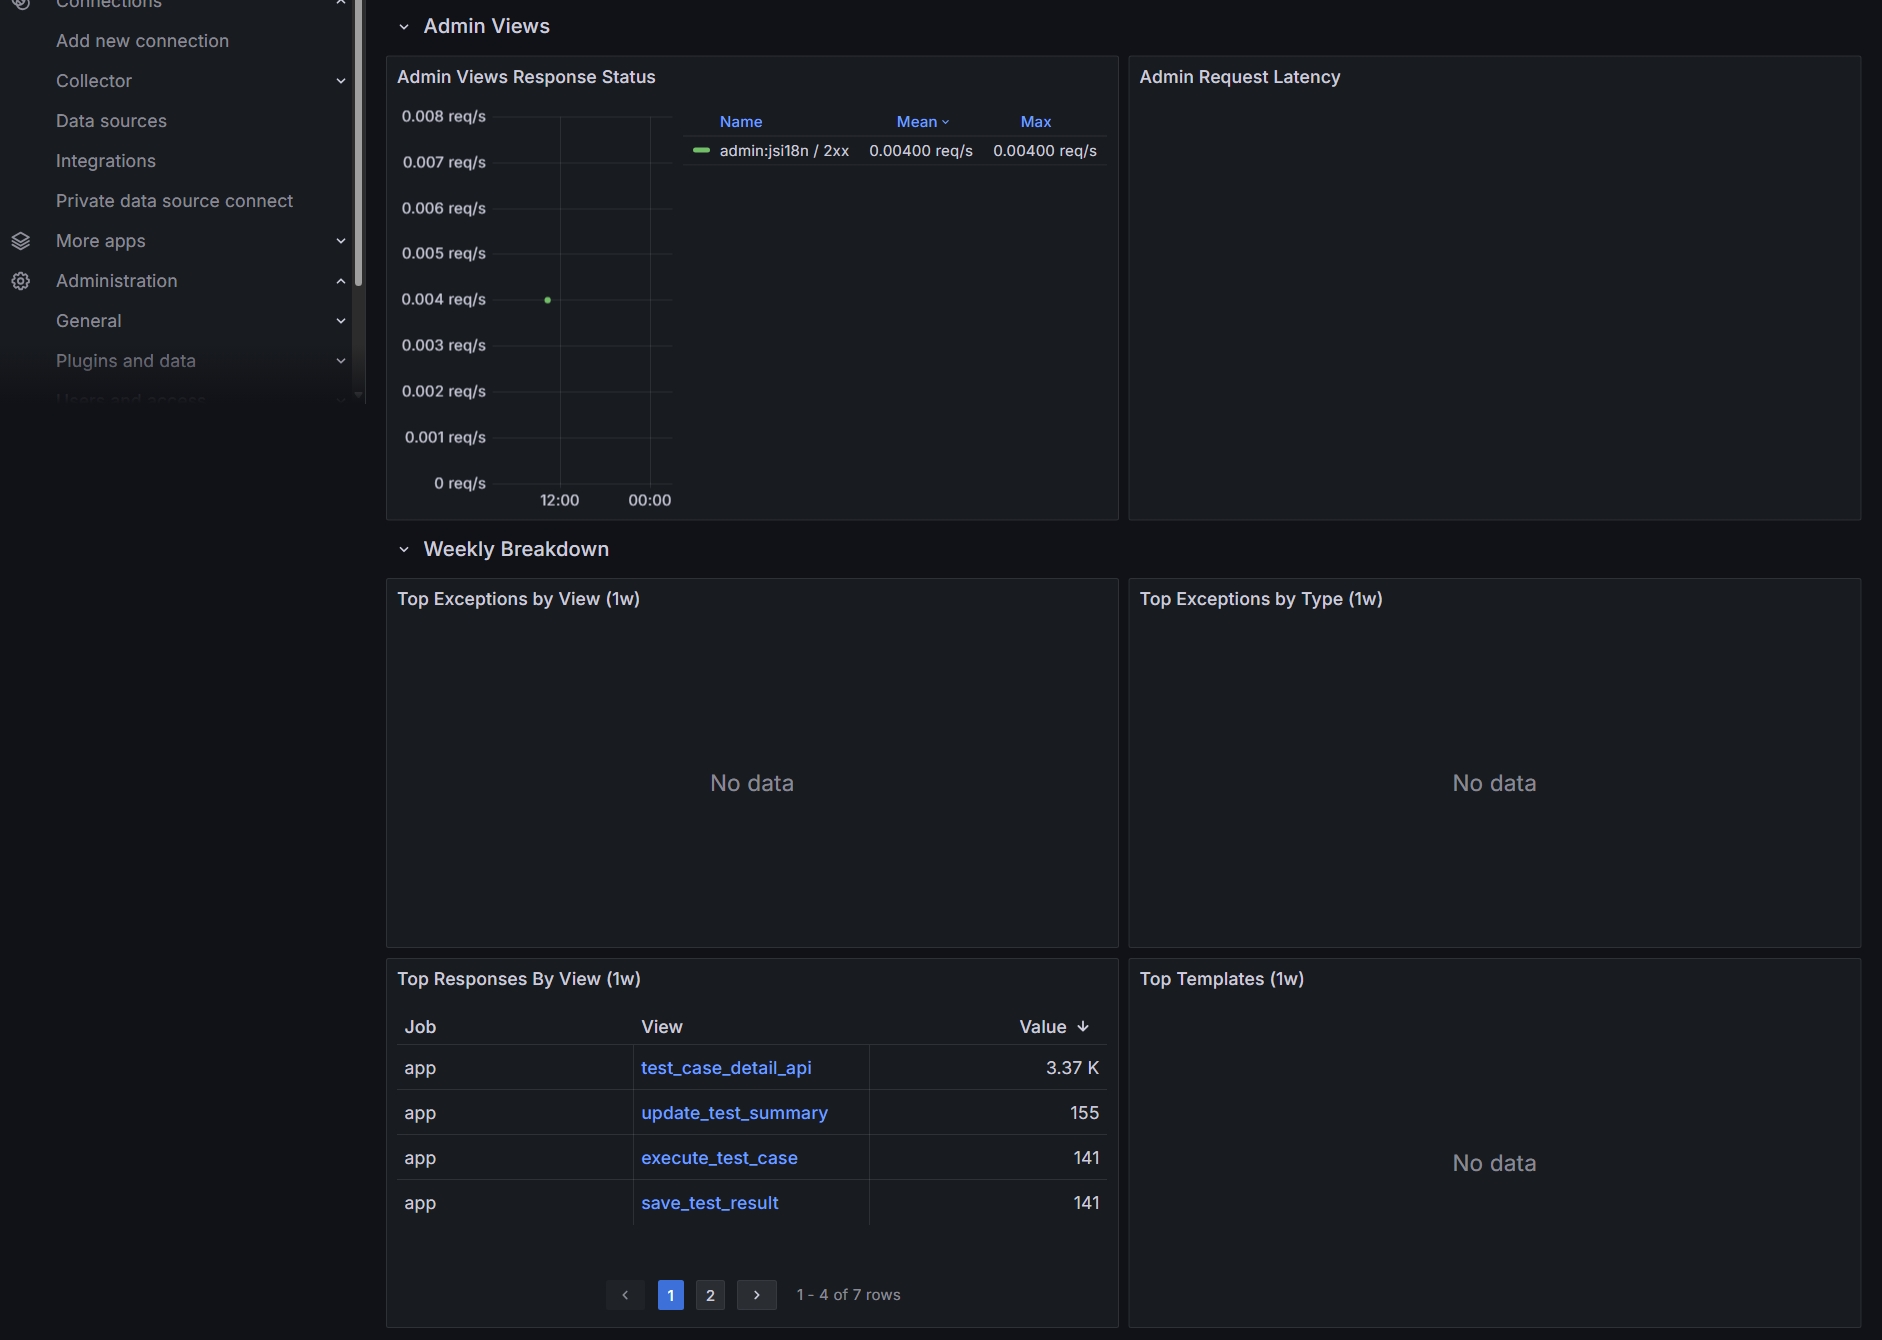 Connections
Add new connection
Collector
Data sources
Integrations
Private data source connect
More apps
Administration
General
Plugins and data
Users and access
Admin Views
Admin Views Response Status
0.008 req/s
0.007 req/s
0.006 req/s
0.005 req/s
0.004 req/s
0.003 req/s
0.002 req/s
0.001 req/s
0 req/s
12:00 00:00
Name Mean Max
admin:jsi18n / 2xx 0.00400 req/s 0.00400 req/s
Admin Request Latency
Weekly Breakdown
Top Exceptions by View (1w)
No data
Top Exceptions by Type (1w)
No data
Top Responses By View (1w)
Job View Value
app test_case_detail_api 3.37 K
app update_test_summary 155
app execute_test_case 141
app save_test_result 141
1 2 1 - 4 of 7 rows
Top Templates (1w)
No data